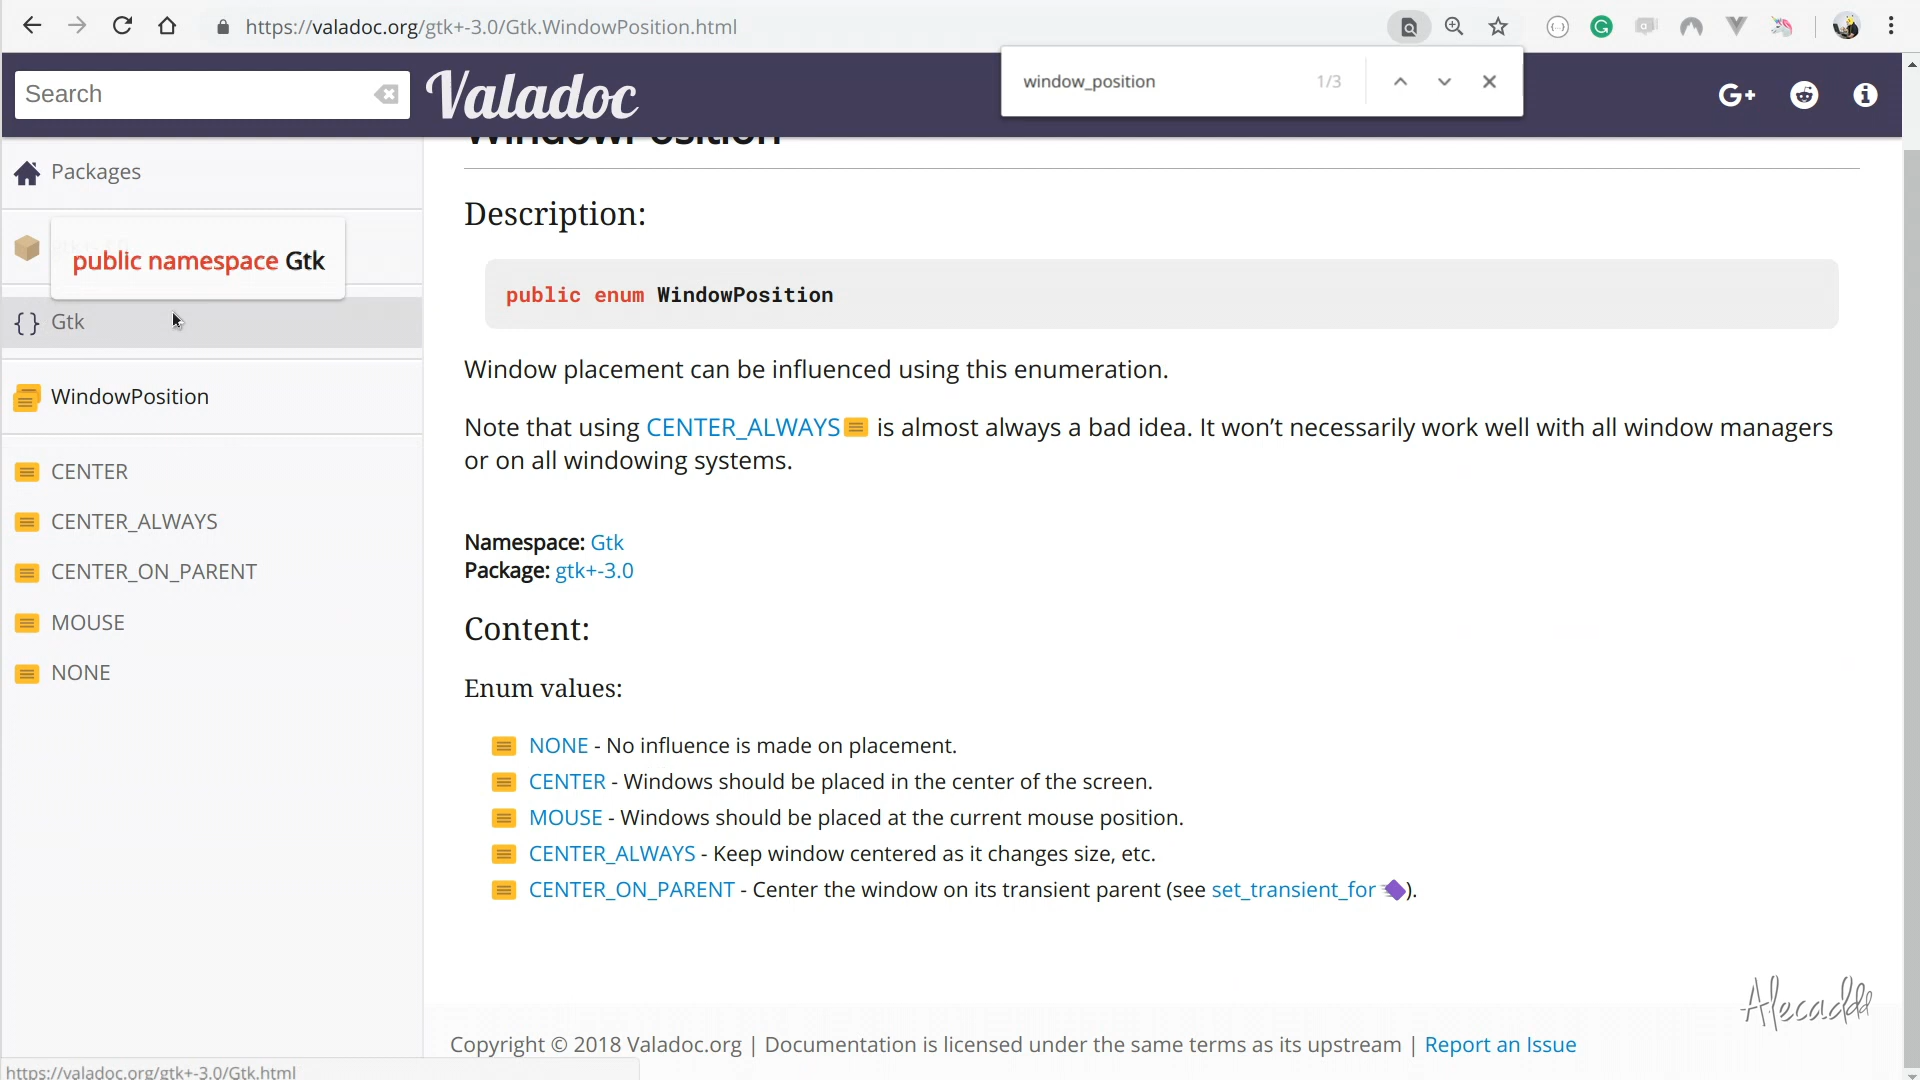 https://valadoc.org/gtk+-3.0/Gtk.WindowPosition.html
window_position 1/3
Search
Valadoc
G+
WindowPosition
Packages
public namespace Gtk
Gtk
WindowPosition
CENTER
CENTER_ALWAYS
CENTER_ON_PARENT
MOUSE
NONE
Description:
public enum WindowPosition
Window placement can be influenced using this enumeration.
Note that using CENTER_ALWAYS is almost always a bad idea. It won’t necessarily work well with all window managers
or on all windowing systems.
Namespace: Gtk
Package: gtk+-3.0
Content:
Enum values:
NONE - No influence is made on placement.
CENTER - Windows should be placed in the center of the screen.
MOUSE - Windows should be placed at the current mouse position.
CENTER_ALWAYS - Keep window centered as it changes size, etc.
CENTER_ON_PARENT - Center the window on its transient parent (see set_transient_for ).
Alecaddd
Copyright © 2018 Valadoc.org | Documentation is licensed under the same terms as its upstream | Report an Issue
https://valadoc.org/gtk+-3.0/Gtk.html